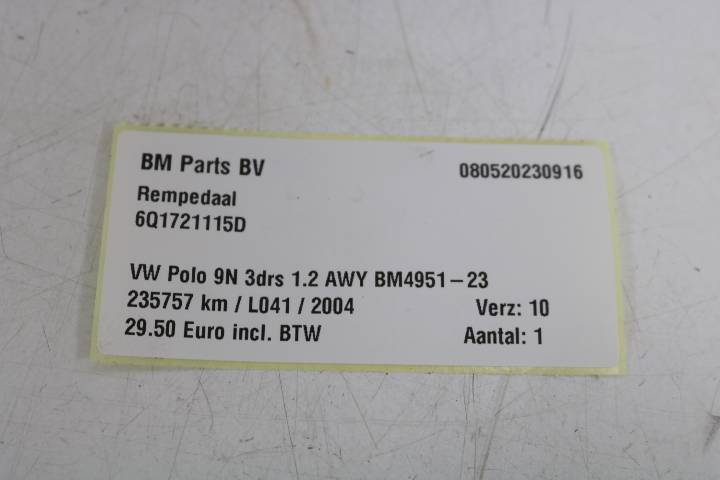 BM Parts BV 080520230916
Rempedaal
6Q1721115D
VW Polo 9N 3drs 1.2 AWY BM4951-23
235757 km / L041 / 2004 Verz: 10
29.50 Euro incl. BTW Aantal: 1